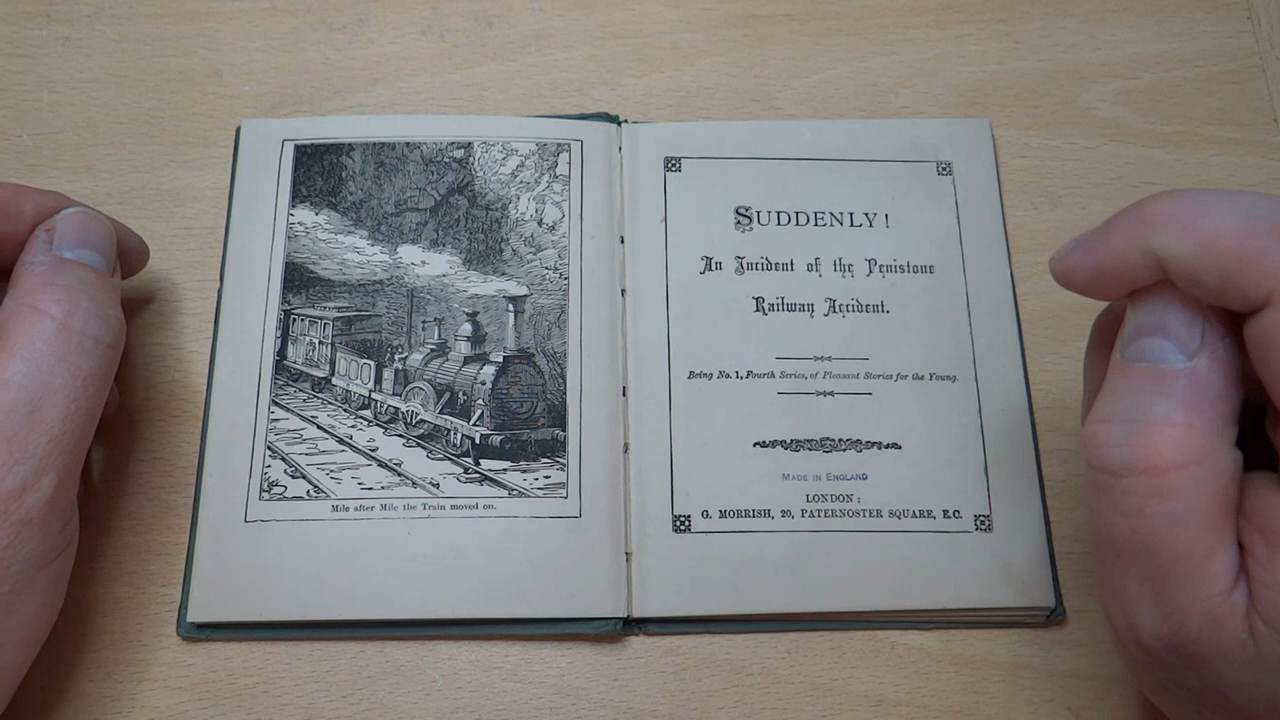 Mile after Mile the Train moved on.
SUDDENLY!
An Incident of the Penistone
Railway Accident.
Being No. 1, Fourth Series, of Pleasant Stories for the Young.
MADE IN ENGLAND
LONDON:
G. MORRISH, 20, PATERNOSTER SQUARE, E.C.